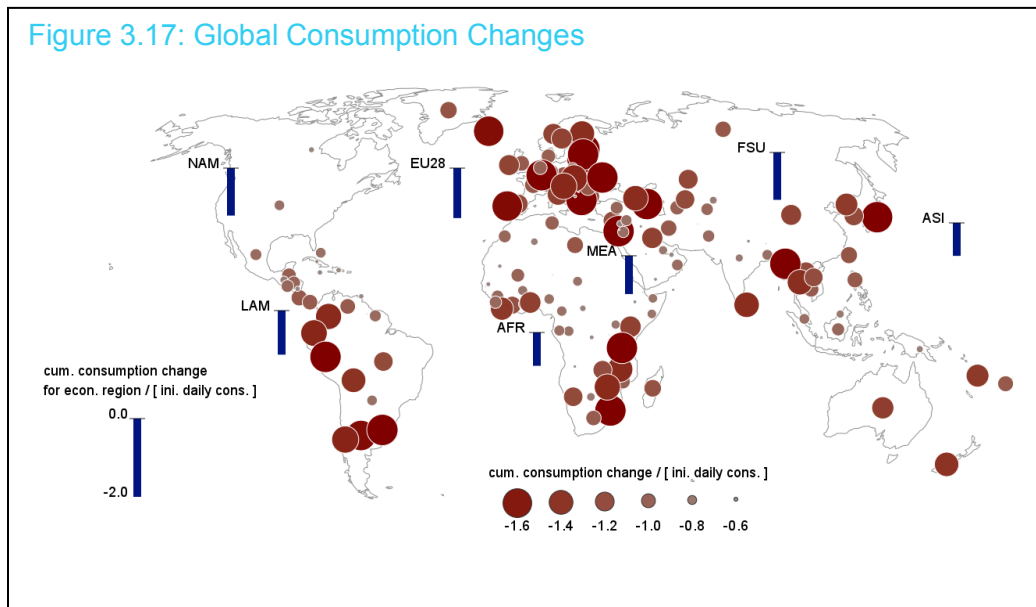 Figure 3.17: Global Consumption Changes
NAM
EU28
FSU
ASI
MEA
LAM
AFR
cum. consumption change
for econ. region / [ ini. daily cons. ]
0.0
-2.0
cum. consumption change / [ ini. daily cons. ]
-1.6 -1.4 -1.2 -1.0 -0.8 -0.6